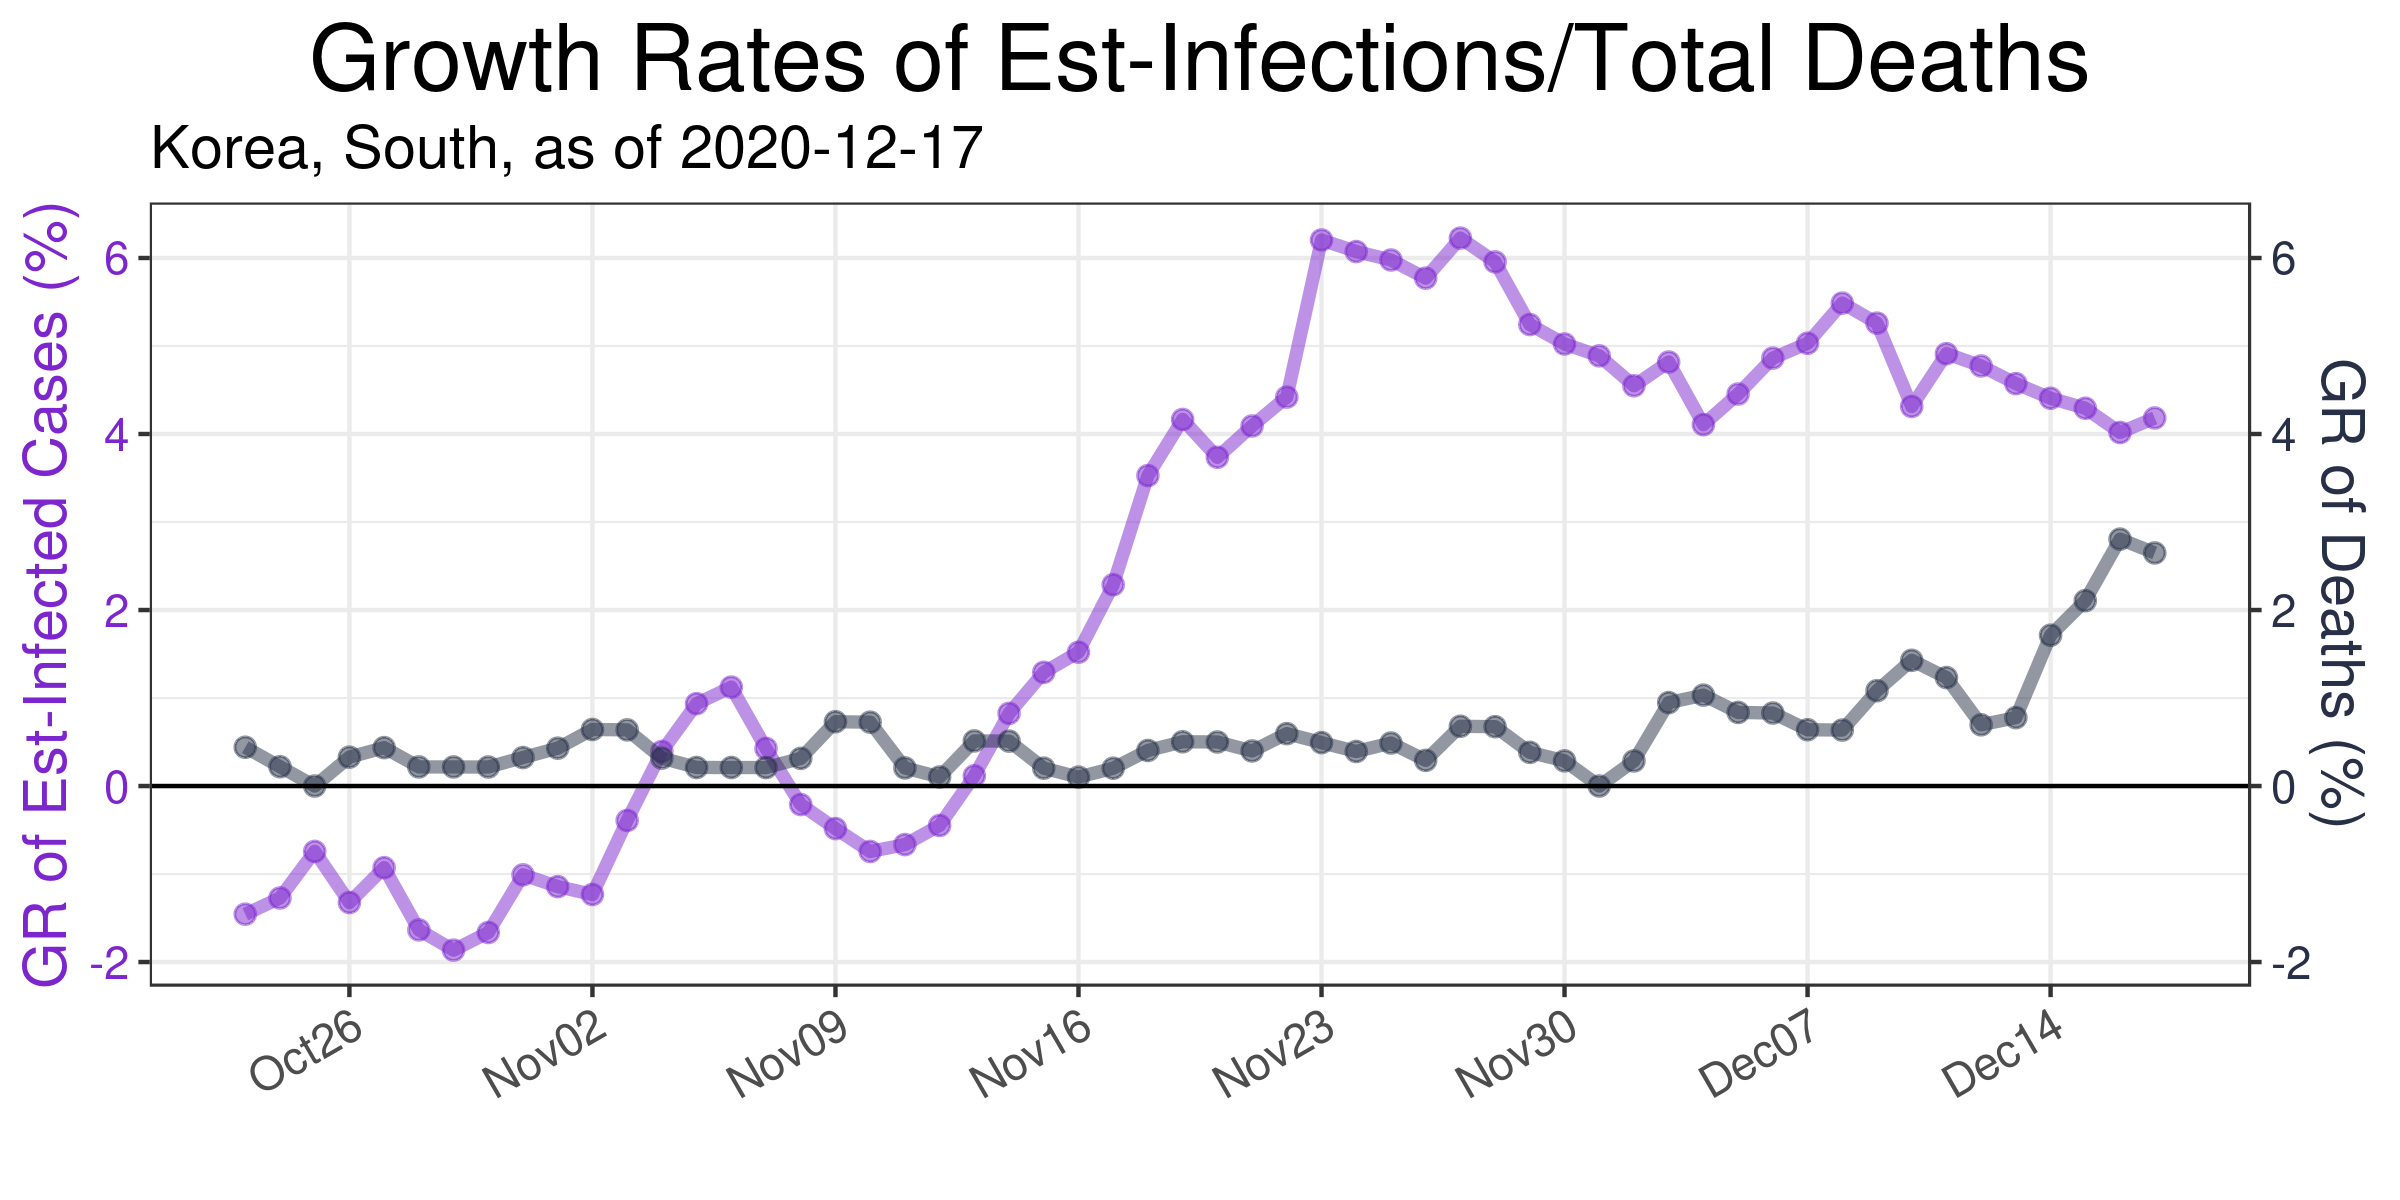 Growth Rates of Est-Infections/Total Deaths
Korea, South, as of 2020-12-17
GR of Est-Infected Cases (%)
6
4
2
0
-2
6
4
2
0
-2
GR of Deaths (%)
Oct26
Nov02
Nov09
Nov16
Nov23
Nov30
Dec07
Dec14